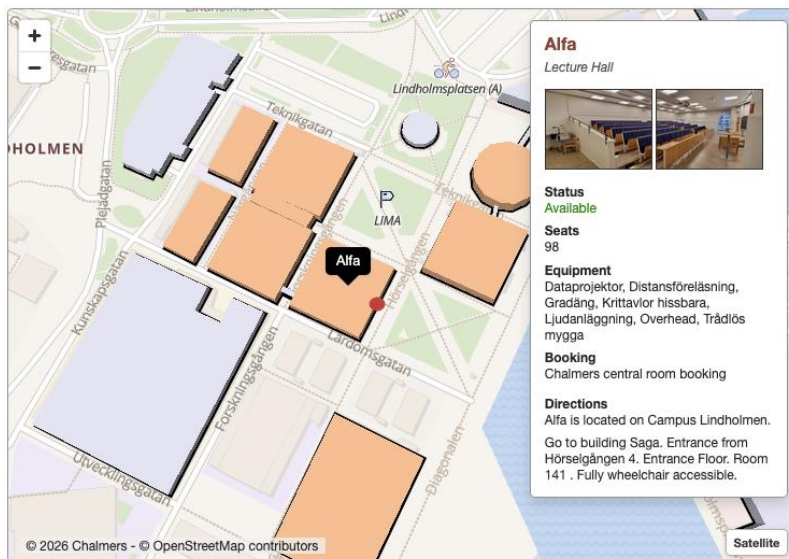 +
−
Lindholmsplatsen (A)
Teknikgatan
DHOLMEN
Plejadgatan
LIMA
Teknikgatan
Alfa
Hörselgången
Kunskapsgatan
Lärdomsgatan
Forskningsgången
Diagonalen
Utvecklingsgatan
© 2026 Chalmers - © OpenStreetMap contributors
Satellite
Alfa
Lecture Hall
Status
Available
Seats
98
Equipment
Dataprojektor, Distansföreläsning,
Gradäng, Krittavlor hissbara,
Ljudanläggning, Overhead, Trådlös
mygga
Booking
Chalmers central room booking
Directions
Alfa is located on Campus Lindholmen.
Go to building Saga. Entrance from
Hörselgången 4. Entrance Floor. Room
141 . Fully wheelchair accessible.